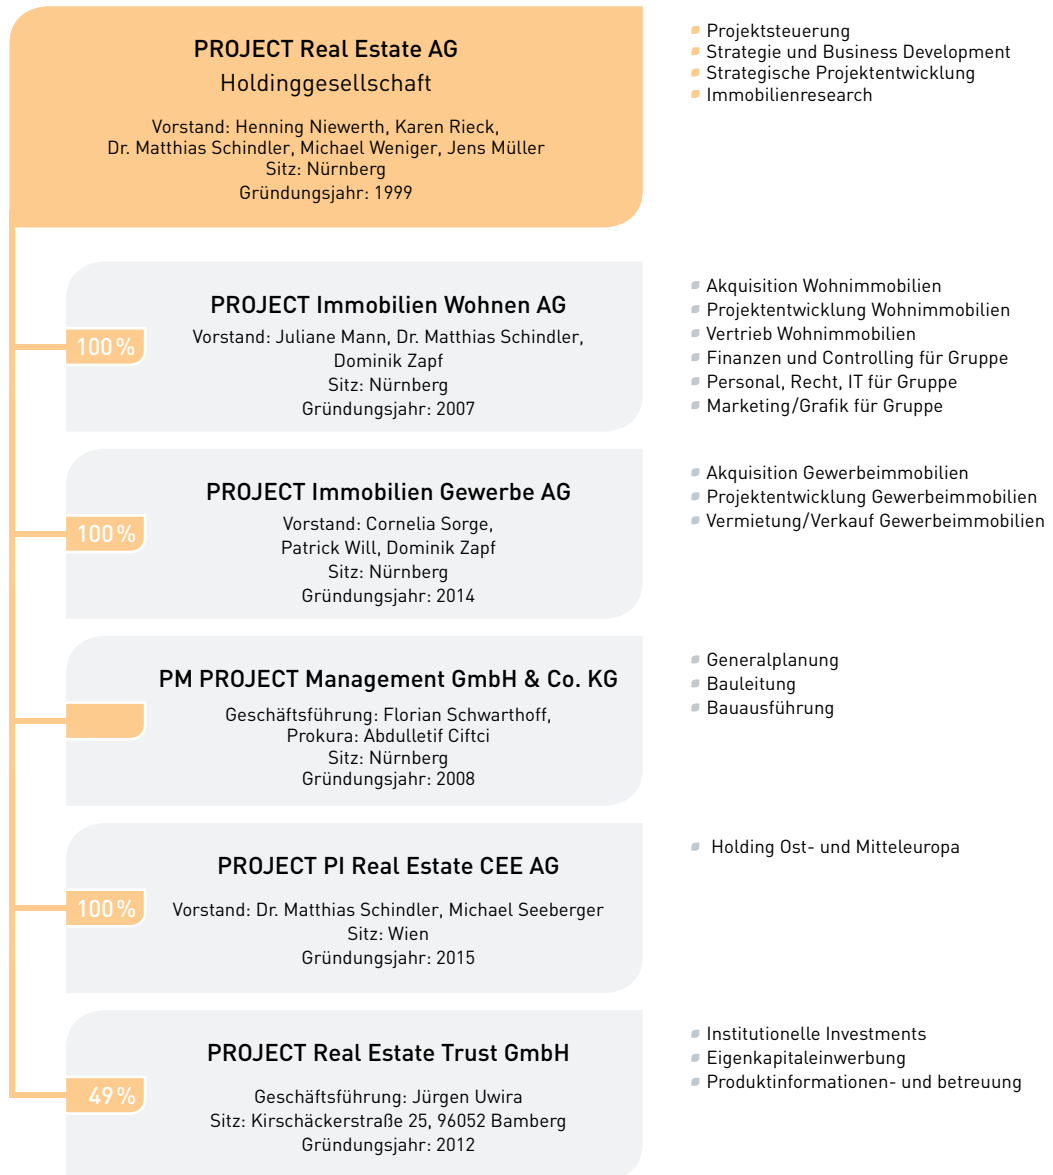 PROJECT Real Estate AG
Holdinggesellschaft
Vorstand: Henning Niewerth, Karen Rieck,
Dr. Matthias Schindler, Michael Weniger, Jens Müller
Sitz: Nürnberg
Gründungsjahr: 1999
Projektsteuerung
Strategie und Business Development
Strategische Projektentwicklung
Immobilienresearch
100 %
PROJECT Immobilien Wohnen AG
Vorstand: Juliane Mann, Dr. Matthias Schindler,
Dominik Zapf
Sitz: Nürnberg
Gründungsjahr: 2007
Akquisition Wohnimmobilien
Projektentwicklung Wohnimmobilien
Vertrieb Wohnimmobilien
Finanzen und Controlling für Gruppe
Personal, Recht, IT für Gruppe
Marketing/Grafik für Gruppe
100 %
PROJECT Immobilien Gewerbe AG
Vorstand: Cornelia Sorge,
Patrick Will, Dominik Zapf
Sitz: Nürnberg
Gründungsjahr: 2014
Akquisition Gewerbeimmobilien
Projektentwicklung Gewerbeimmobilien
Vermietung/Verkauf Gewerbeimmobilien
PM PROJECT Management GmbH & Co. KG
Geschäftsführung: Florian Schwarthoff,
Prokura: Abdulletif Ciftci
Sitz: Nürnberg
Gründungsjahr: 2008
Generalplanung
Bauleitung
Bauausführung
100 %
PROJECT PI Real Estate CEE AG
Vorstand: Dr. Matthias Schindler, Michael Seeberger
Sitz: Wien
Gründungsjahr: 2015
Holding Ost- und Mitteleuropa
49 %
PROJECT Real Estate Trust GmbH
Geschäftsführung: Jürgen Uwira
Sitz: Kirschäckerstraße 25, 96052 Bamberg
Gründungsjahr: 2012
Institutionelle Investments
Eigenkapitaleinwerbung
Produktinformationen- und betreuung